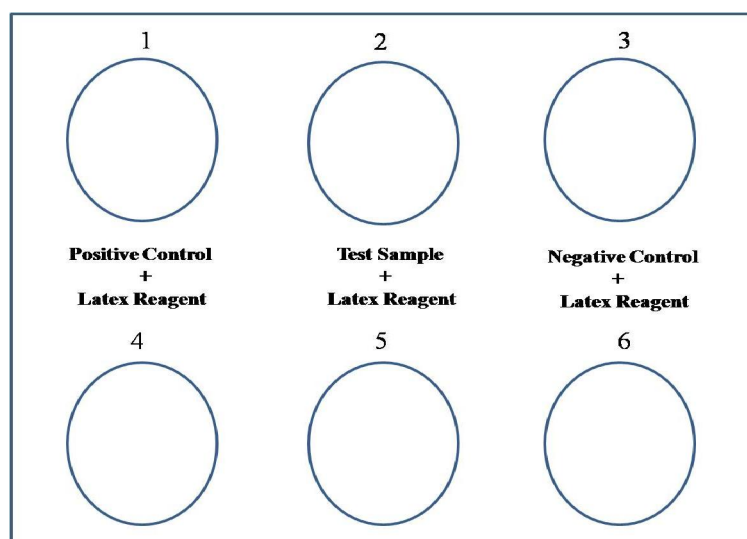 1 2 3
Positive Control
+
Latex Reagent
Test Sample
+
Latex Reagent
Negative Control
+
Latex Reagent
4 5 6